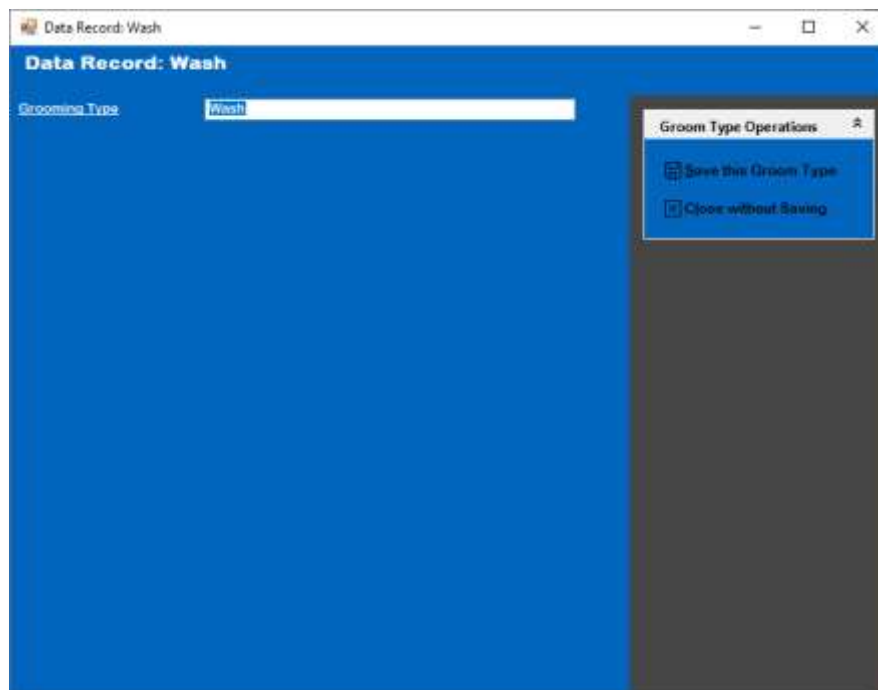 Data Record: Wash
Data Record: Wash
Grooming Type
Wash
Groom Type Operations
Save this Groom Type
Close without Saving